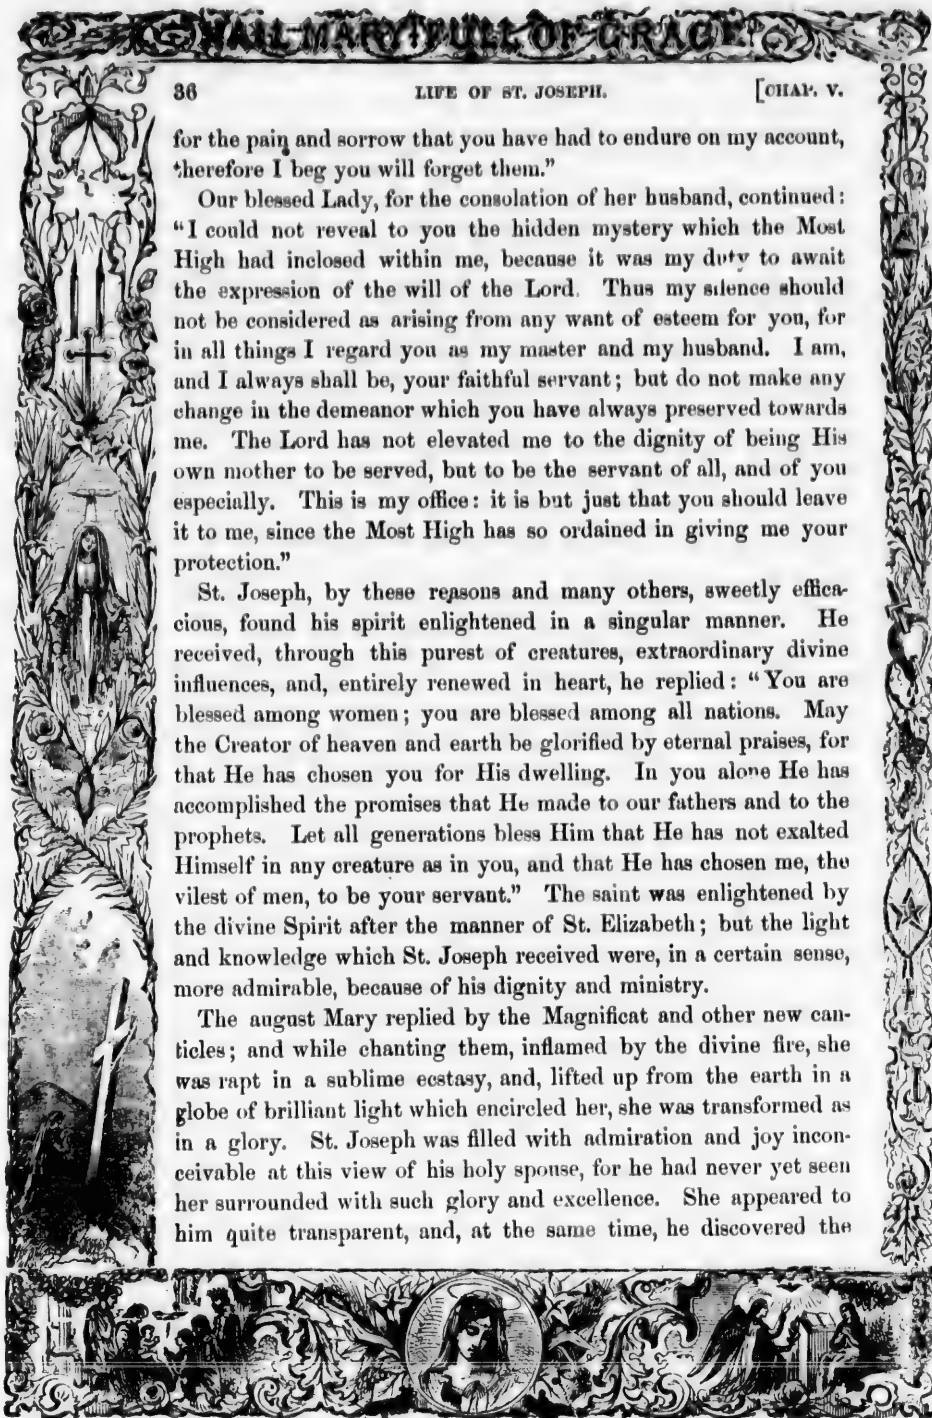 HAIL MARY FULL OF GRACE
36 LIFE OF ST. JOSEPH. [CHAP. V.
for the pain and sorrow that you have had to endure on my account,
therefore I beg you will forget them.”
Our blessed Lady, for the consolation of her husband, continued:
“I could not reveal to you the hidden mystery which the Most
High had inclosed within me, because it was my duty to await
the expression of the will of the Lord. Thus my silence should
not be considered as arising from any want of esteem for you, for
in all things I regard you as my master and my husband. I am,
and I always shall be, your faithful servant; but do not make any
change in the demeanor which you have always preserved towards
me. The Lord has not elevated me to the dignity of being His
own mother to be served, but to be the servant of all, and of you
especially. This is my office: it is but just that you should leave
it to me, since the Most High has so ordained in giving me your
protection.”
St. Joseph, by these reasons and many others, sweetly effica-
cious, found his spirit enlightened in a singular manner. He
received, through this purest of creatures, extraordinary divine
influences, and, entirely renewed in heart, he replied: “You are
blessed among women; you are blessed among all nations. May
the Creator of heaven and earth be glorified by eternal praises, for
that He has chosen you for His dwelling. In you alone He has
accomplished the promises that He made to our fathers and to the
prophets. Let all generations bless Him that He has not exalted
Himself in any creature as in you, and that He has chosen me, the
vilest of men, to be your servant.” The saint was enlightened by
the divine Spirit after the manner of St. Elizabeth; but the light
and knowledge which St. Joseph received were, in a certain sense,
more admirable, because of his dignity and ministry.
The august Mary replied by the Magnificat and other new can-
ticles; and while chanting them, inflamed by the divine fire, she
was rapt in a sublime ecstasy, and, lifted up from the earth in a
globe of brilliant light which encircled her, she was transformed as
in a glory. St. Joseph was filled with admiration and joy incon-
ceivable at this view of his holy spouse, for he had never yet seen
her surrounded with such glory and excellence. She appeared to
him quite transparent, and, at the same time, he discovered the